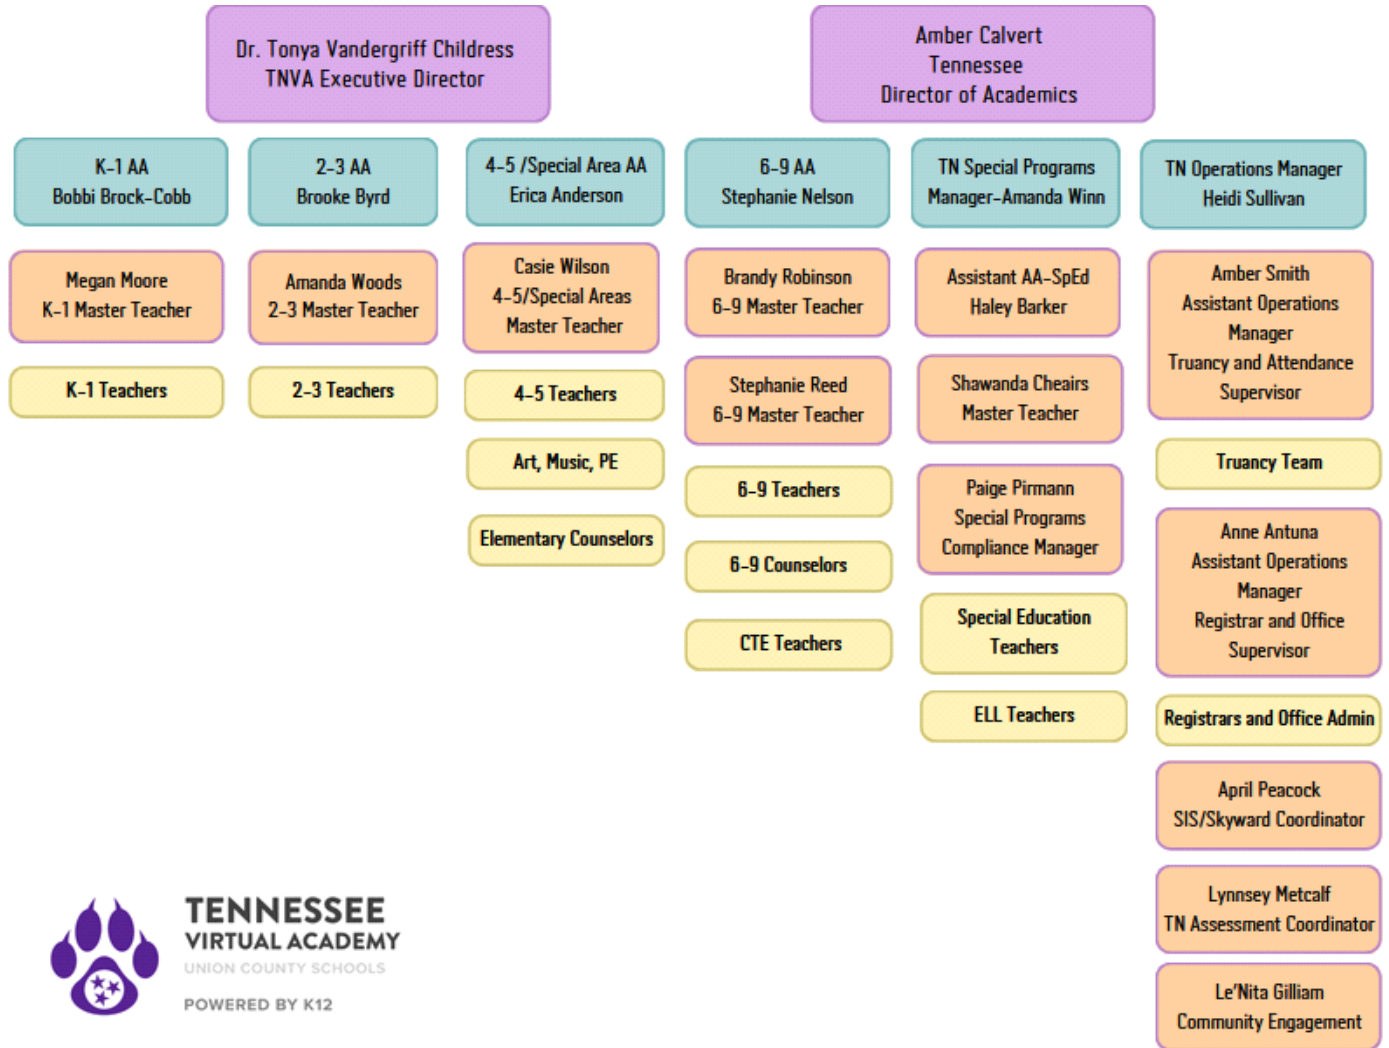 Dr. Tonya Vandergriff Childress
TNVA Executive Director
Amber Calvert
Tennessee
Director of Academics
K-1 AA
Bobbi Brock-Cobb
Megan Moore
K-1 Master Teacher
K-1 Teachers
2-3 AA
Brooke Byrd
Amanda Woods
2-3 Master Teacher
2-3 Teachers
4-5 /Special Area AA
Erica Anderson
Casie Wilson
4-5/Special Areas
Master Teacher
4-5 Teachers
Art, Music, PE
Elementary Counselors
6-9 AA
Stephanie Nelson
Brandy Robinson
6-9 Master Teacher
Stephanie Reed
6-9 Master Teacher
6-9 Teachers
6-9 Counselors
CTE Teachers
TN Special Programs
Manager-Amanda Winn
Assistant AA-SpEd
Haley Barker
Shawanda Cheairs
Master Teacher
Paige Pirmann
Special Programs
Compliance Manager
Special Education
Teachers
ELL Teachers
TN Operations Manager
Heidi Sullivan
Amber Smith
Assistant Operations
Manager
Truancy and Attendance
Supervisor
Truancy Team
Anne Antuna
Assistant Operations
Manager
Registrar and Office
Supervisor
Registrars and Office Admin
April Peacock
SIS/Skyward Coordinator
Lynnsey Metcalf
TN Assessment Coordinator
Le'Nita Gilliam
Community Engagement
TENNESSEE
VIRTUAL ACADEMY
UNION COUNTY SCHOOLS
POWERED BY K12